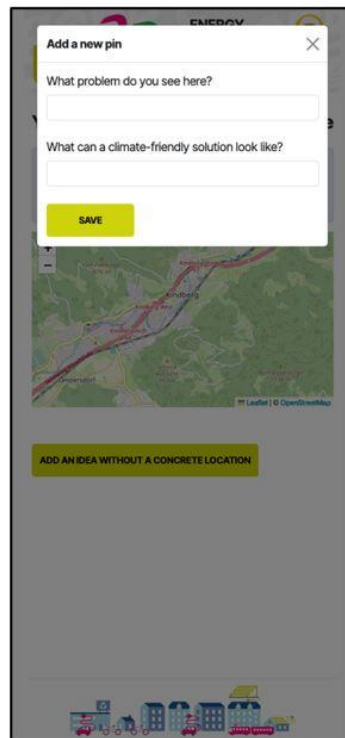 ENERGY
Add a new pin
What problem do you see here?
What can a climate-friendly solution look like?
SAVE
+
−
Kindberg
Leaflet | © OpenStreetMap
ADD AN IDEA WITHOUT A CONCRETE LOCATION